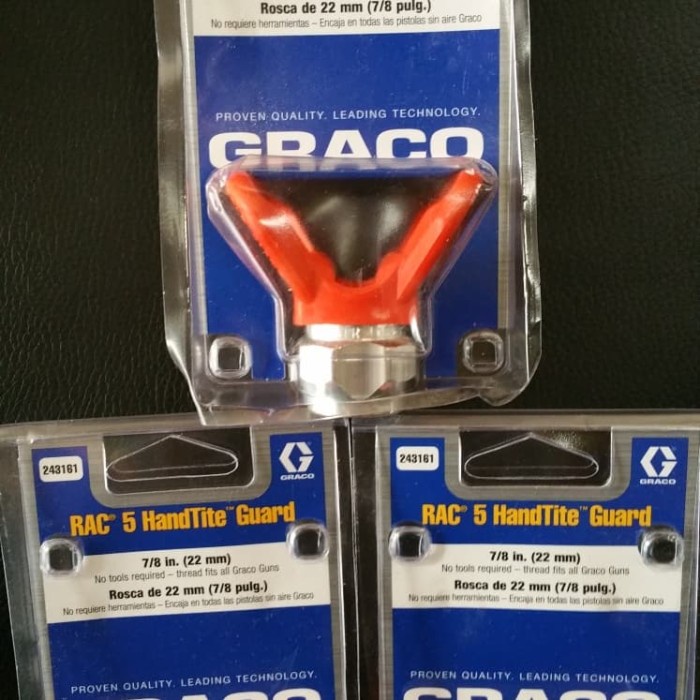 Rosca de 22 mm (7/8 pulg.)
No requiere herramientas – Encaja en todas las pistolas sin aire Graco
PROVEN QUALITY. LEADING TECHNOLOGY.
GRACO
243161
GRACO
RAC® 5 HandTite™ Guard
7/8 in. (22 mm)
No tools required – thread fits all Graco Guns
Rosca de 22 mm (7/8 pulg.)
No requiere herramientas – Encaja en todas las pistolas sin aire Graco
PROVEN QUALITY. LEADING TECHNOLOGY.
GRACO
243161
GRACO
RAC® 5 HandTite™ Guard
7/8 in. (22 mm)
No tools required – thread fits all Graco Guns
Rosca de 22 mm (7/8 pulg.)
No requiere herramientas – Encaja en todas las pistolas sin aire Graco
PROVEN QUALITY. LEADING TECHNOLOGY.
GRACO